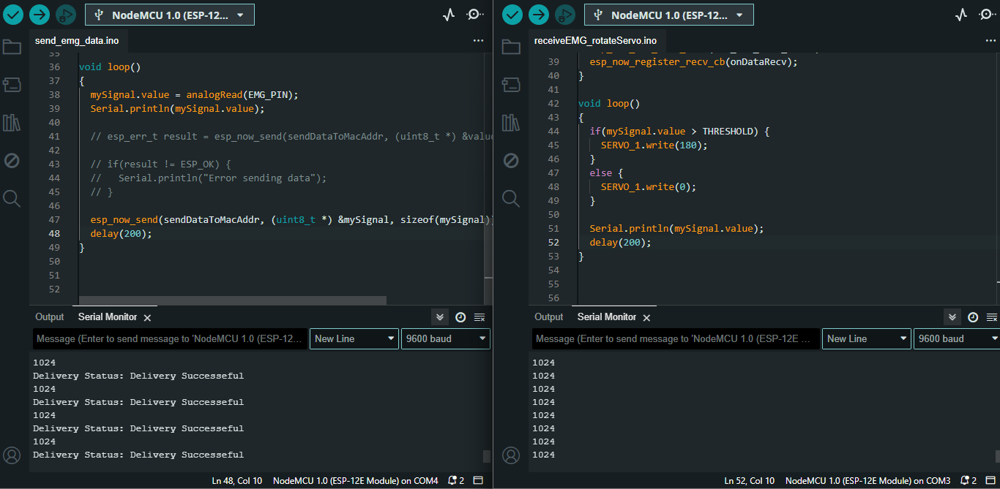 NodeMCU 1.0 (ESP-12...
send_emg_data.ino
35
36 void loop()
37 {
38 mySignal.value = analogRead(EMG_PIN);
39 Serial.println(mySignal.value);
40
41 // esp_err_t result = esp_now_send(sendDataToMacAddr, (uint8_t *) &value
42
43 // if(result != ESP_OK) {
44 //   Serial.println("Error sending data");
45 // }
46
47 esp_now_send(sendDataToMacAddr, (uint8_t *) &mySignal, sizeof(mySignal));
48 delay(200);
49 }
50
51
52
Output Serial Monitor
Message (Enter to send message to 'NodeMCU 1.0 (ESP-12... New Line 9600 baud
1024
Delivery Status: Delivery Successeful
1024
Delivery Status: Delivery Successeful
1024
Delivery Status: Delivery Successeful
1024
Delivery Status: Delivery Successeful
Ln 48, Col 10 NodeMCU 1.0 (ESP-12E Module) on COM4 2
NodeMCU 1.0 (ESP-12...
receiveEMG_rotateServo.ino
39 esp_now_register_recv_cb(onDataRecv);
40 }
41
42 void loop()
43 {
44 if(mySignal.value > THRESHOLD) {
45 SERVO_1.write(180);
46 }
47 else {
48 SERVO_1.write(0);
49 }
50
51 Serial.println(mySignal.value);
52 delay(200);
53 }
54
55
56
Output Serial Monitor
Message (Enter to send message to 'NodeMCU 1.0 (ESP-12E ... New Line 9600 baud
1024
1024
1024
1024
1024
1024
1024
1024
Ln 52, Col 10 NodeMCU 1.0 (ESP-12E Module) on COM3 2